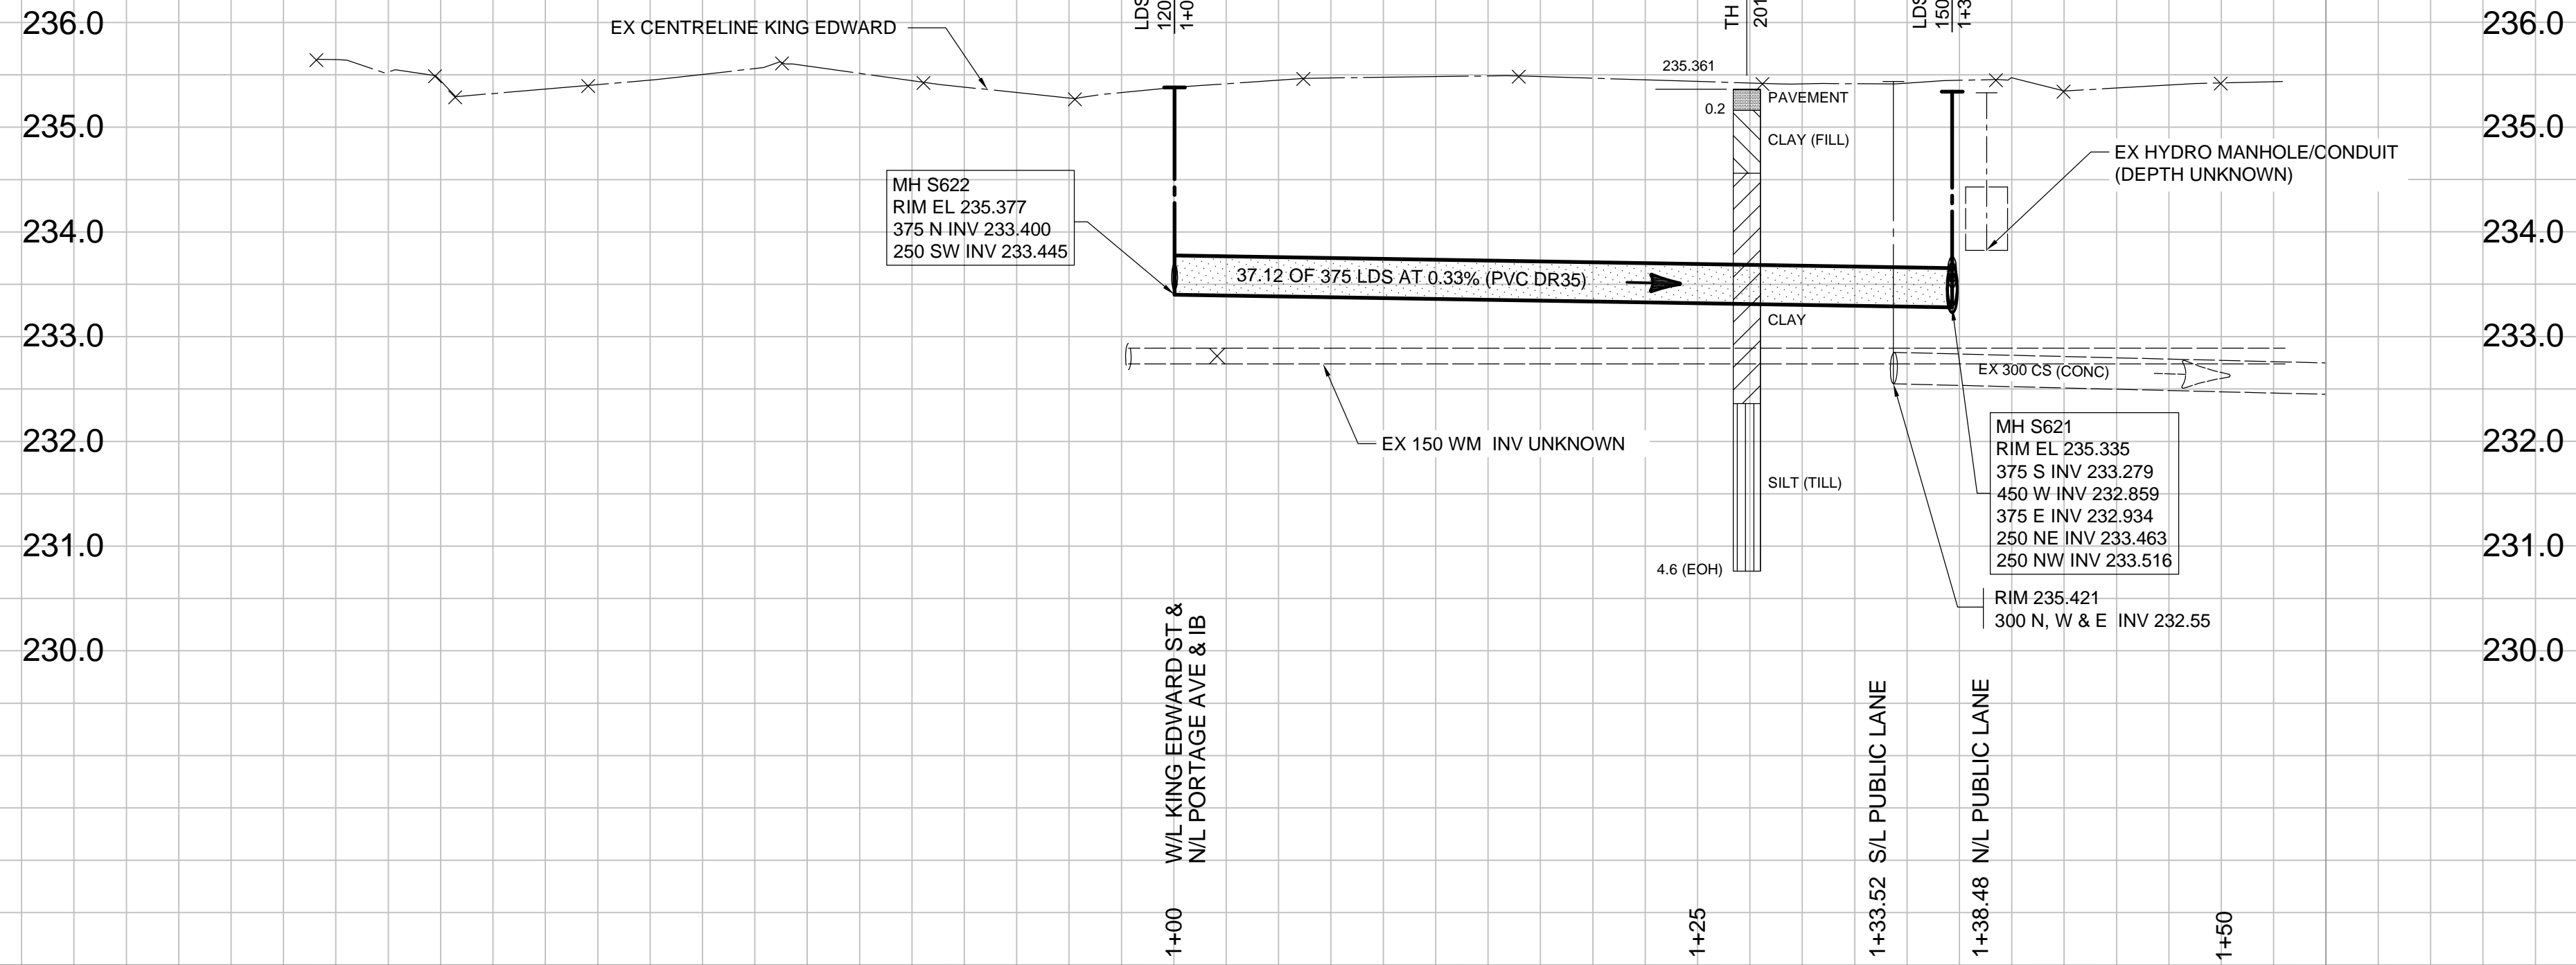 236.0
EX CENTRELINE KING EDWARD
LDS
TH
LDS
236.0
235.361
PAVEMENT
0.2
235.0
235.0
CLAY (FILL)
EX HYDRO MANHOLE/CONDUIT
(DEPTH UNKNOWN)
MH S622
RIM EL 235.377
375 N INV 233.400
250 SW INV 233.445
234.0
234.0
37.12 OF 375 LDS AT 0.33% (PVC DR35)
CLAY
233.0
233.0
EX 300 CS (CONC)
EX 150 WM INV UNKNOWN
232.0
232.0
MH S621
RIM EL 235.335
375 S INV 233.279
450 W INV 232.859
375 E INV 232.934
250 NE INV 233.463
250 NW INV 233.516
SILT (TILL)
231.0
231.0
4.6 (EOH)
RIM 235.421
300 N, W & E INV 232.55
230.0
230.0
W/L KING EDWARD ST &
N/L PORTAGE AVE & IB
1+00
1+25
1+33.52 S/L PUBLIC LANE
1+38.48 N/L PUBLIC LANE
1+50